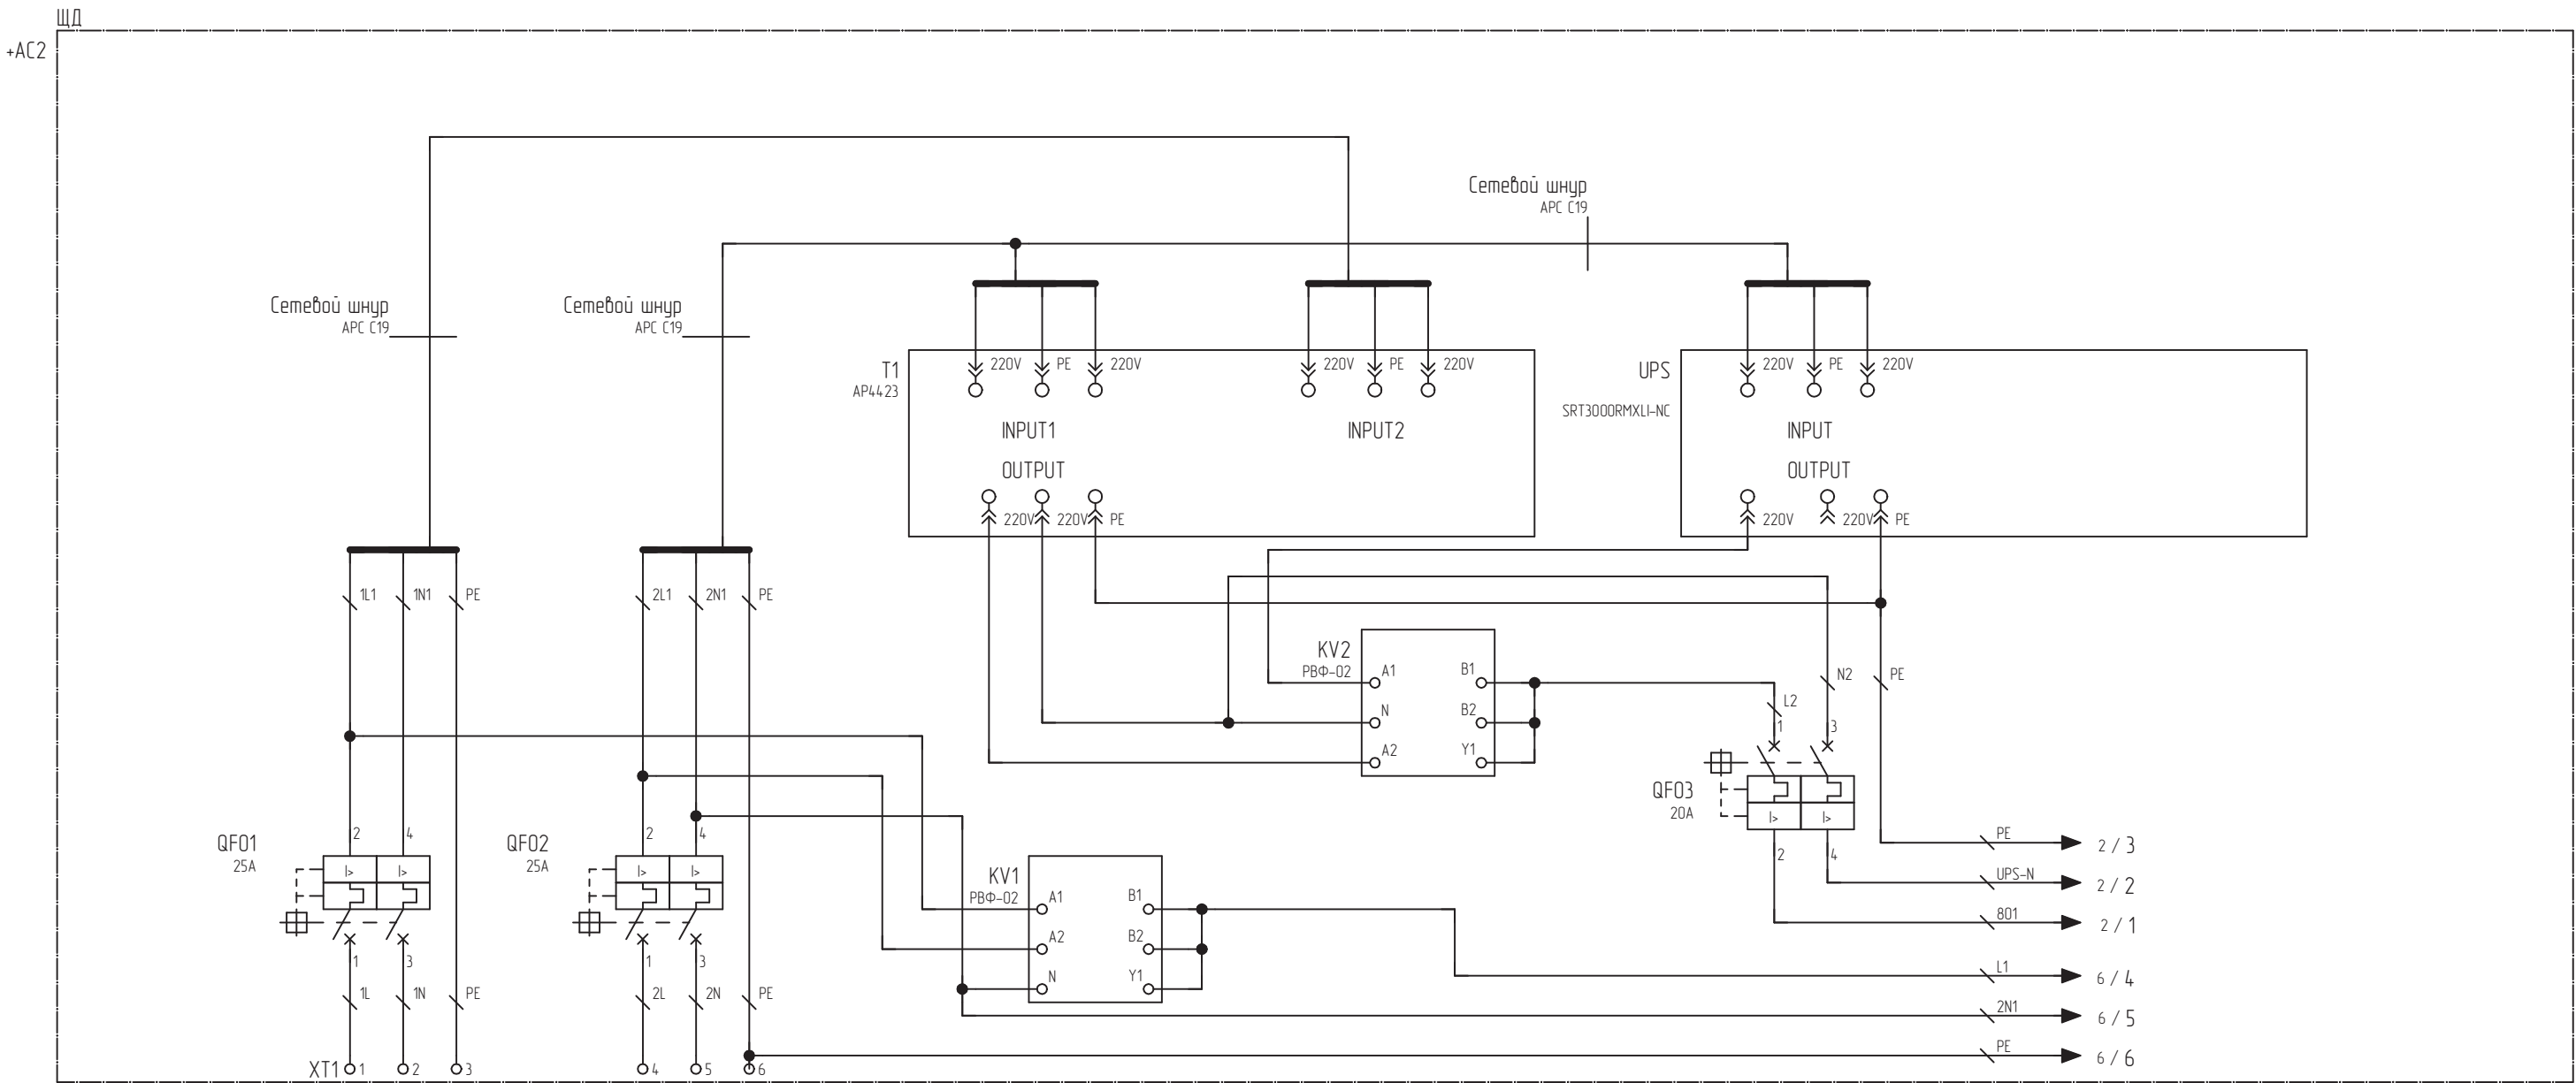 ЩД
+AC2
Сетевой шнур
APC C19
Сетевой шнур
APC C19
Сетевой шнур
APC C19
T1
AP4423
220V
PE
220V
220V
PE
220V
INPUT1
INPUT2
OUTPUT
220V
220V
PE
UPS
SRT3000RMXLI-NC
220V
PE
220V
INPUT
OUTPUT
220V
220V
PE
1L1
1N1
PE
2L1
2N1
PE
KV2
РВФ-02
A1
N
A2
B1
B2
Y1
L2
N2
PE
1
3
QF03
20A
I>
I>
2
4
QF01
25A
2
4
I>
I>
1
3
1L
1N
PE
QF02
25A
2
4
I>
I>
1
3
2L
2N
PE
KV1
РВФ-02
A1
A2
N
B1
B2
Y1
PE
2 / 3
UPS-N
2 / 2
801
2 / 1
L1
6 / 4
2N1
6 / 5
PE
6 / 6
XT1
1
2
3
4
5
6